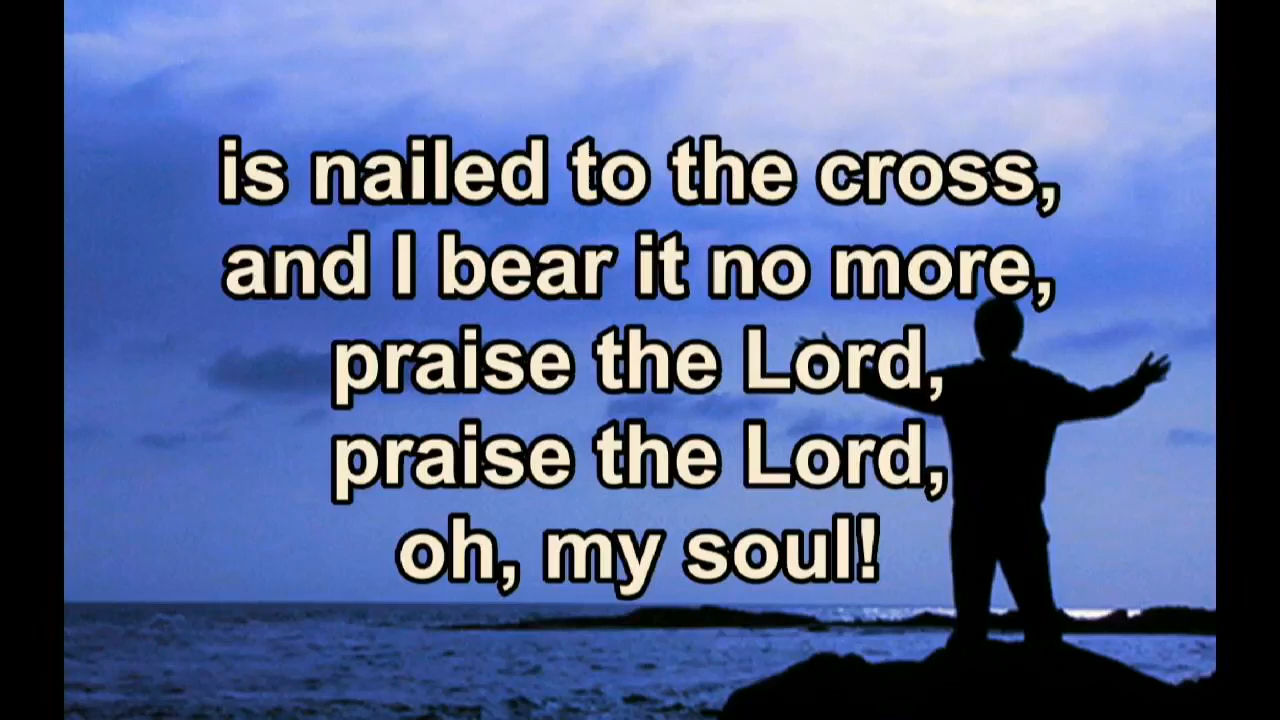 is nailed to the cross,
and I bear it no more,
praise the Lord,
praise the Lord,
oh, my soul!